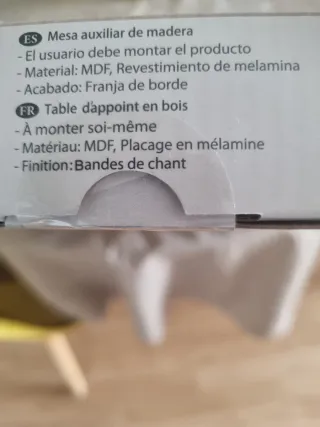 ES Mesa auxiliar de madera
- El usuario debe montar el producto
- Material: MDF, Revestimiento de melamina
- Acabado: Franja de borde
FR Table d'appoint en bois
- À monter soi-même
- Matériau: MDF, Placage en mélamine
- Finition: Bandes de chant